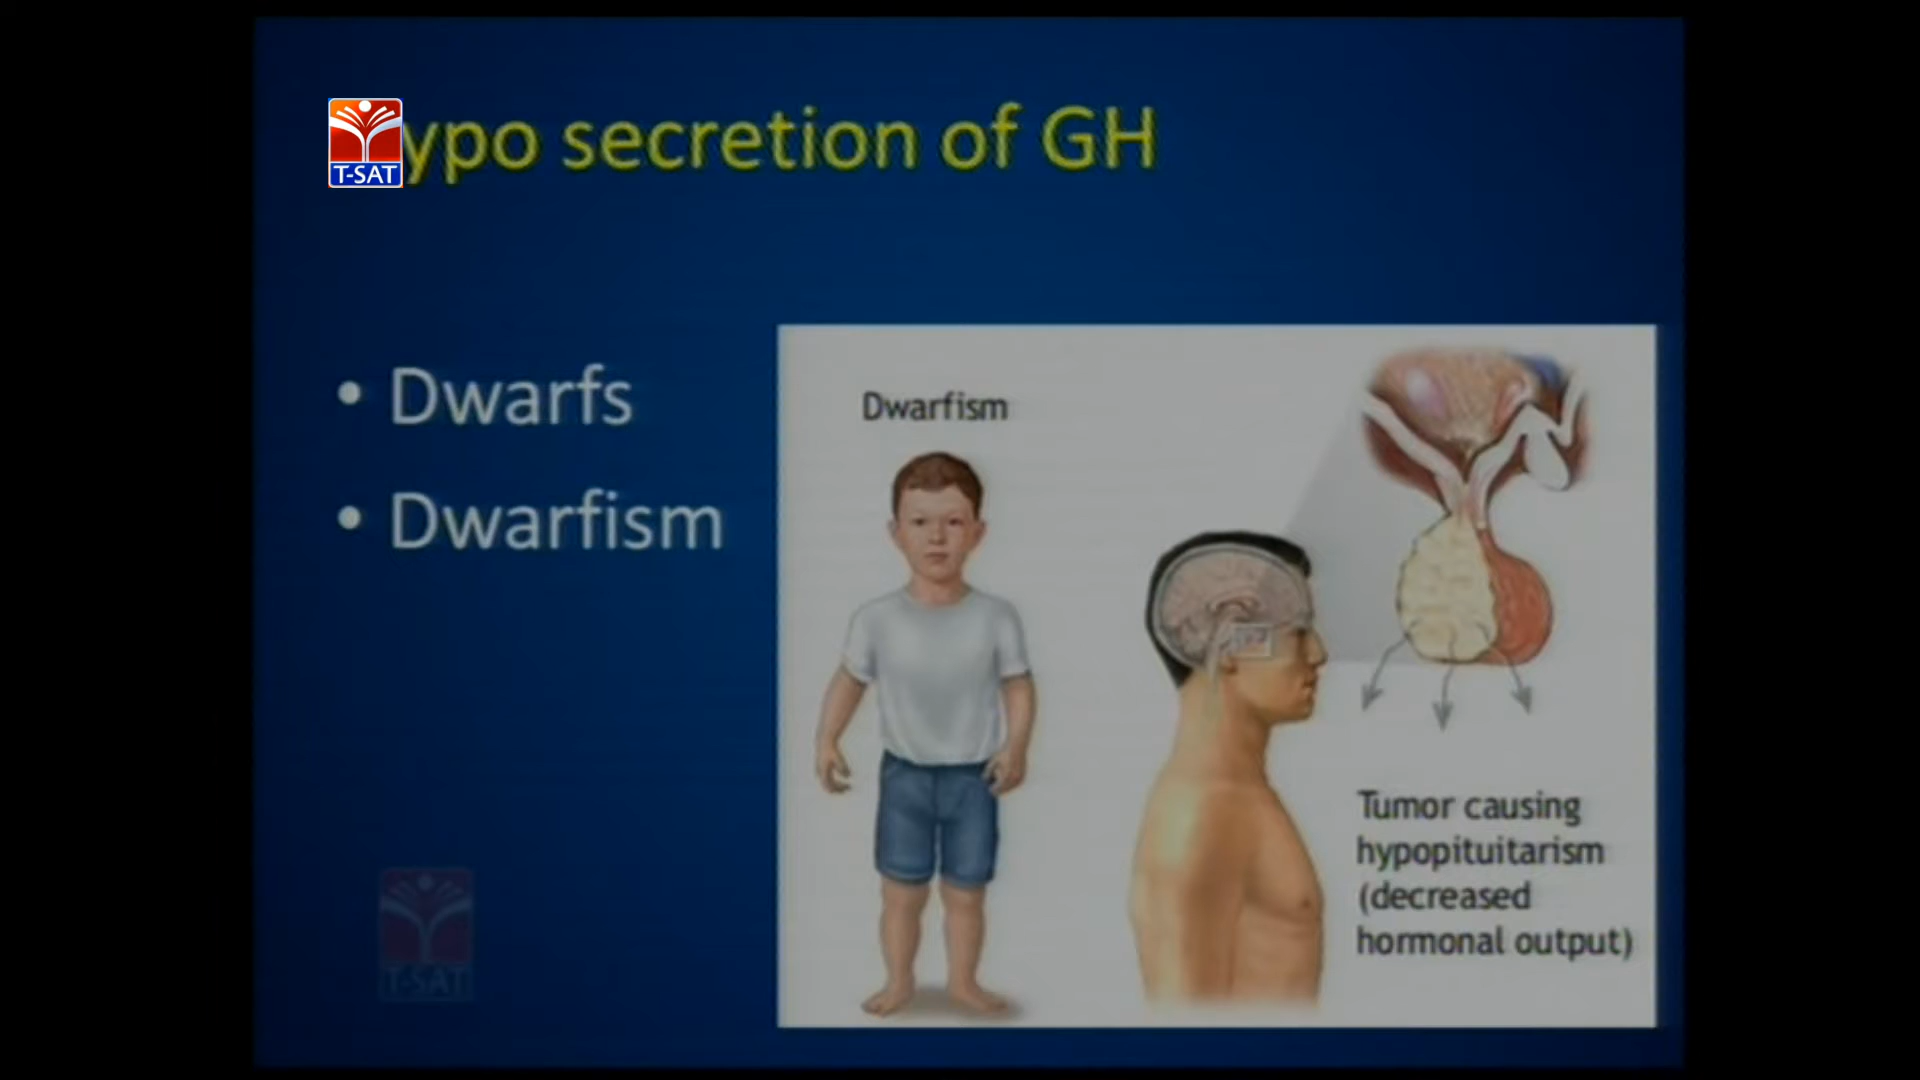 T-SAT
ypo secretion of GH
• Dwarfs
• Dwarfism
Dwarfism
Tumor causing
hypopituitarism
(decreased
hormonal output)
T-SAT